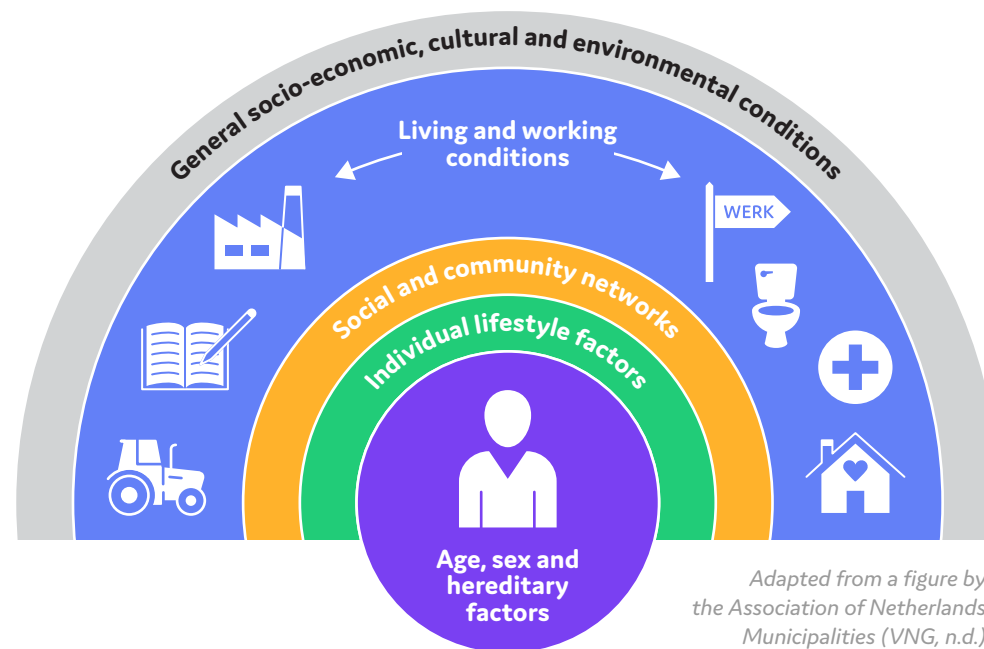 General socio-economic, cultural and environmental conditions
Living and working
conditions
WERK
Social and community networks
Individual lifestyle factors
Age, sex and
hereditary
factors
Adapted from a figure by
the Association of Netherlands
Municipalities (VNG, n.d.)